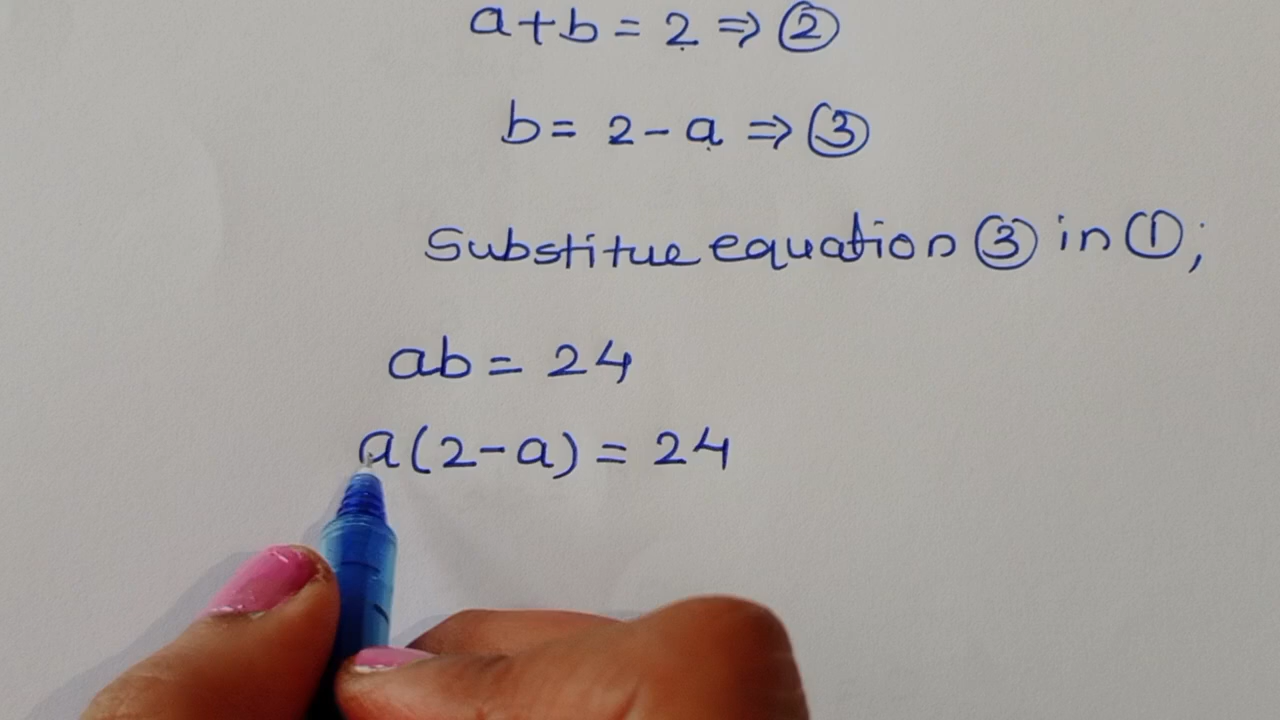 a+b = 2 ⇒ ②
b = 2 - a ⇒ ③
Substitue equation ③ in ①;
ab = 24
a(2-a) = 24